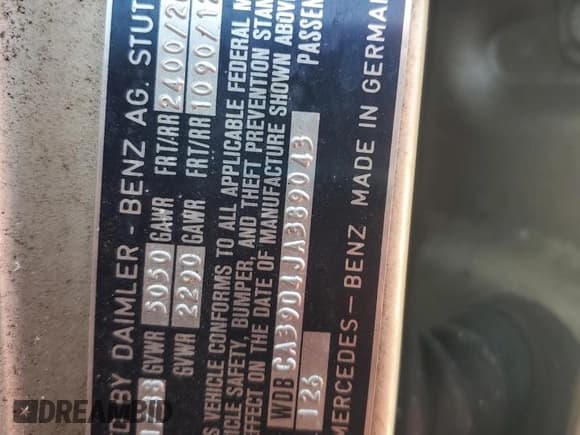 D BY DAIMLER - BENZ AG. STUT
GVWR 5050 GAWR FRT/RR 2400/2
GVWR 2290 GAWR FRT/RR 1090/12
S VEHICLE CONFORMS TO ALL APPLICABLE FEDERAL M
ICLE SAFETY, BUMPER, AND THEFT PREVENTION STAN
EFFECT ON THE DATE OF MANUFACTURE SHOWN ABOVE
WDB CA39D4JA389043 PASSEN
126
MERCEDES-BENZ MADE IN GERMAN
DREAMBID